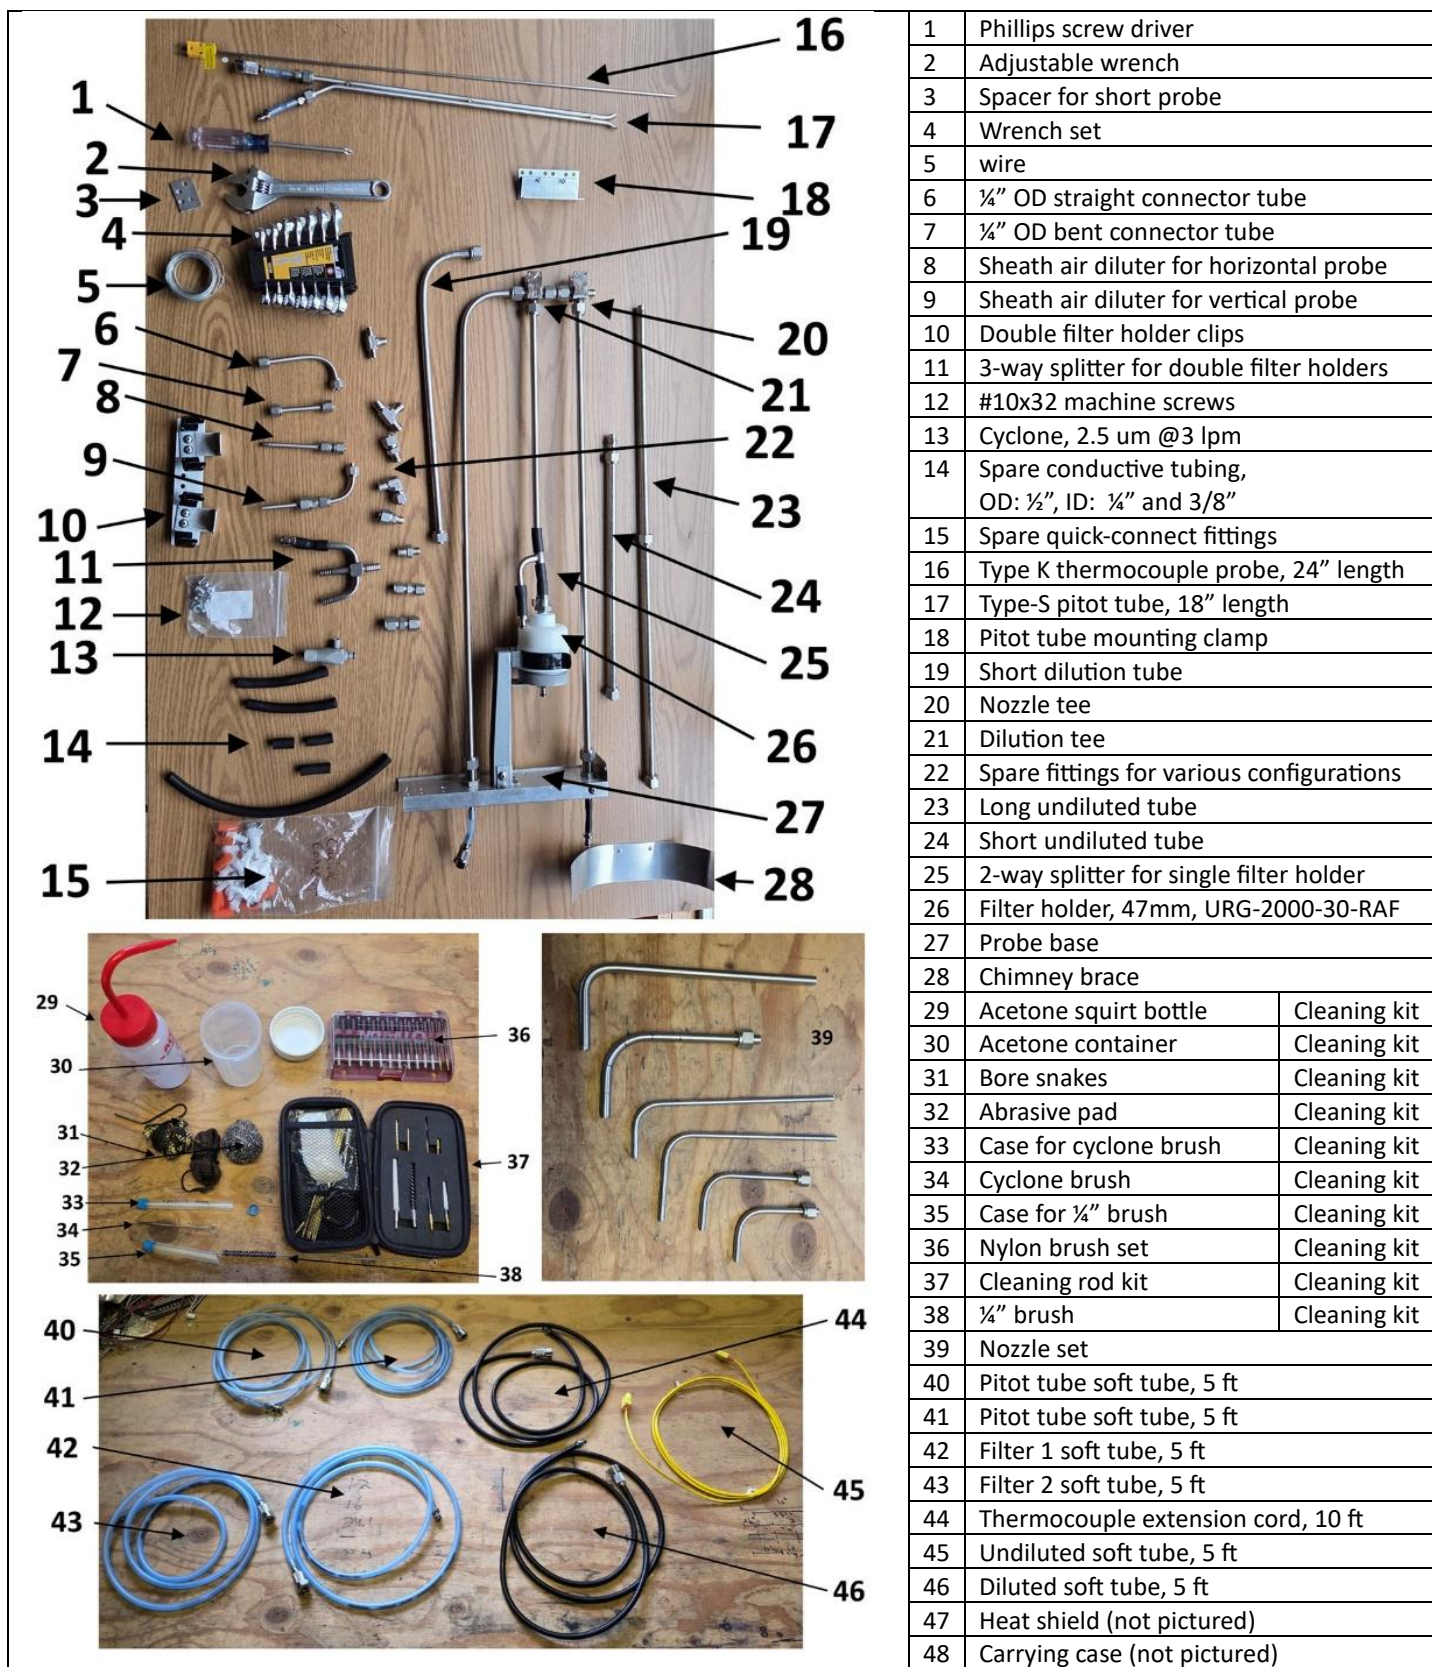 16
1
17
2
3
18
4
19
5
6
20
7
8
21
9
22
10
23
11
12
24
13
25
14
26
27
15
28
29
36
30
39
31
32
37
33
34
35
38
40
44
41
42
43
45
46
1 Phillips screw driver
2 Adjustable wrench
3 Spacer for short probe
4 Wrench set
5 wire
6 ¼” OD straight connector tube
7 ¼” OD bent connector tube
8 Sheath air diluter for horizontal probe
9 Sheath air diluter for vertical probe
10 Double filter holder clips
11 3-way splitter for double filter holders
12 #10x32 machine screws
13 Cyclone, 2.5 um @3 lpm
14 Spare conductive tubing,
OD: ½”, ID: ¼” and 3/8”
15 Spare quick-connect fittings
16 Type K thermocouple probe, 24” length
17 Type-S pitot tube, 18” length
18 Pitot tube mounting clamp
19 Short dilution tube
20 Nozzle tee
21 Dilution tee
22 Spare fittings for various configurations
23 Long undiluted tube
24 Short undiluted tube
25 2-way splitter for single filter holder
26 Filter holder, 47mm, URG-2000-30-RAF
27 Probe base
28 Chimney brace
29 Acetone squirt bottle Cleaning kit
30 Acetone container Cleaning kit
31 Bore snakes Cleaning kit
32 Abrasive pad Cleaning kit
33 Case for cyclone brush Cleaning kit
34 Cyclone brush Cleaning kit
35 Case for ¼” brush Cleaning kit
36 Nylon brush set Cleaning kit
37 Cleaning rod kit Cleaning kit
38 ¼” brush Cleaning kit
39 Nozzle set
40 Pitot tube soft tube, 5 ft
41 Pitot tube soft tube, 5 ft
42 Filter 1 soft tube, 5 ft
43 Filter 2 soft tube, 5 ft
44 Thermocouple extension cord, 10 ft
45 Undiluted soft tube, 5 ft
46 Diluted soft tube, 5 ft
47 Heat shield (not pictured)
48 Carrying case (not pictured)